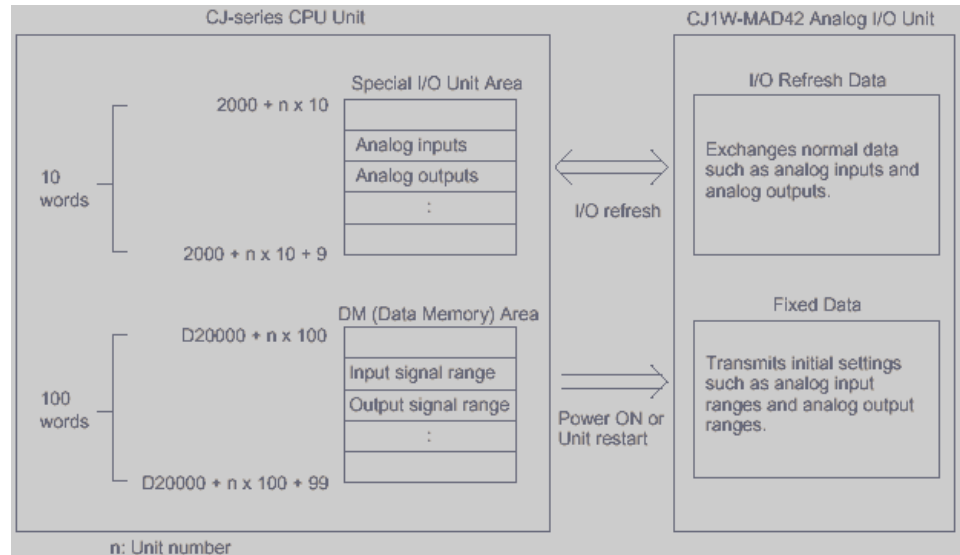 CJ-series CPU Unit
CJ1W-MAD42 Analog I/O Unit
Special I/O Unit Area
2000 + n x 10
Analog inputs
Analog outputs
:
10
words
2000 + n x 10 + 9
I/O refresh
I/O Refresh Data
Exchanges normal data
such as analog inputs and
analog outputs.
DM (Data Memory) Area
D20000 + n x 100
Input signal range
Output signal range
:
100
words
D20000 + n x 100 + 99
Power ON or
Unit restart
Fixed Data
Transmits initial settings
such as analog input
ranges and analog output
ranges.
n: Unit number